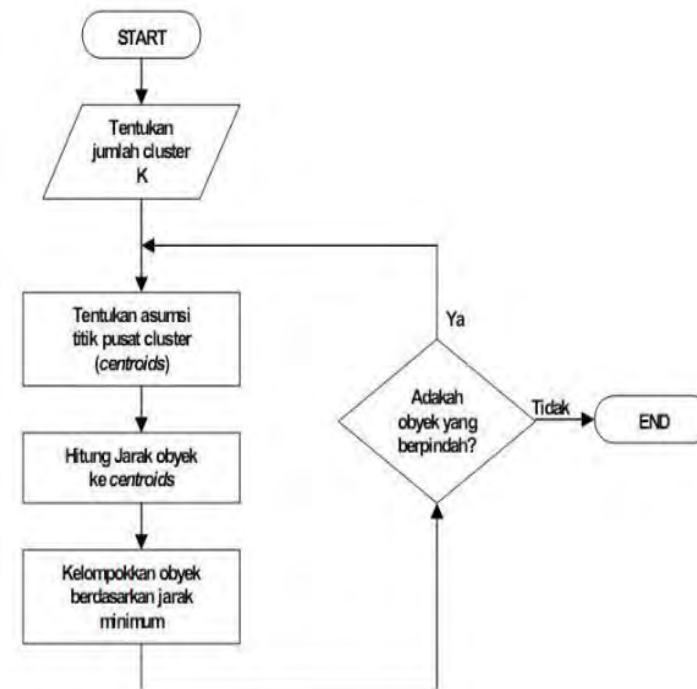 START
Tentukan
jumlah cluster
K
Tentukan asumsi
titik pusat cluster
(centroids)
Hitung Jarak obyek
ke centroids
Kelompokkan obyek
berdasarkan jarak
minimum
Ya
Adakah
obyek yang
berpindah?
Tidak
END